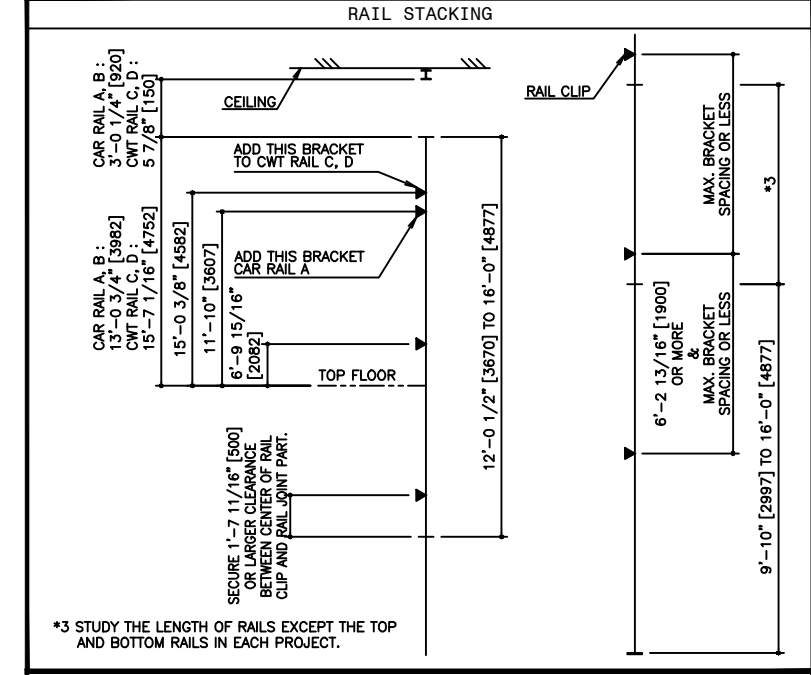 RAIL STACKING
CAR RAIL A, B :
3'-0 1/4" [920]
CWT RAIL C, D :
5 7/8" [150]
CEILING
ADD THIS BRACKET
TO CWT RAIL C, D
CAR RAIL A, B :
13'-0 3/4" [3982]
CWT RAIL C, D :
15'-7 1/16" [4752]
15'-0 3/8" [4582]
11'-10" [3607]
6'-9 15/16"
[2082]
ADD THIS BRACKET
CAR RAIL A
TOP FLOOR
12'-0 1/2" [3670] TO 16'-0" [4877]
SECURE 1'-7 11/16" [500]
OR LARGER CLEARANCE
BETWEEN CENTER OF RAIL
CLIP AND RAIL JOINT PART.
RAIL CLIP
MAX. BRACKET
SPACING OR LESS
*3
6'-2 13/16" [1900]
OR MORE
&
MAX. BRACKET
SPACING OR LESS
9'-10" [2997] TO 16'-0" [4877]
*3 STUDY THE LENGTH OF RAILS EXCEPT THE TOP
AND BOTTOM RAILS IN EACH PROJECT.